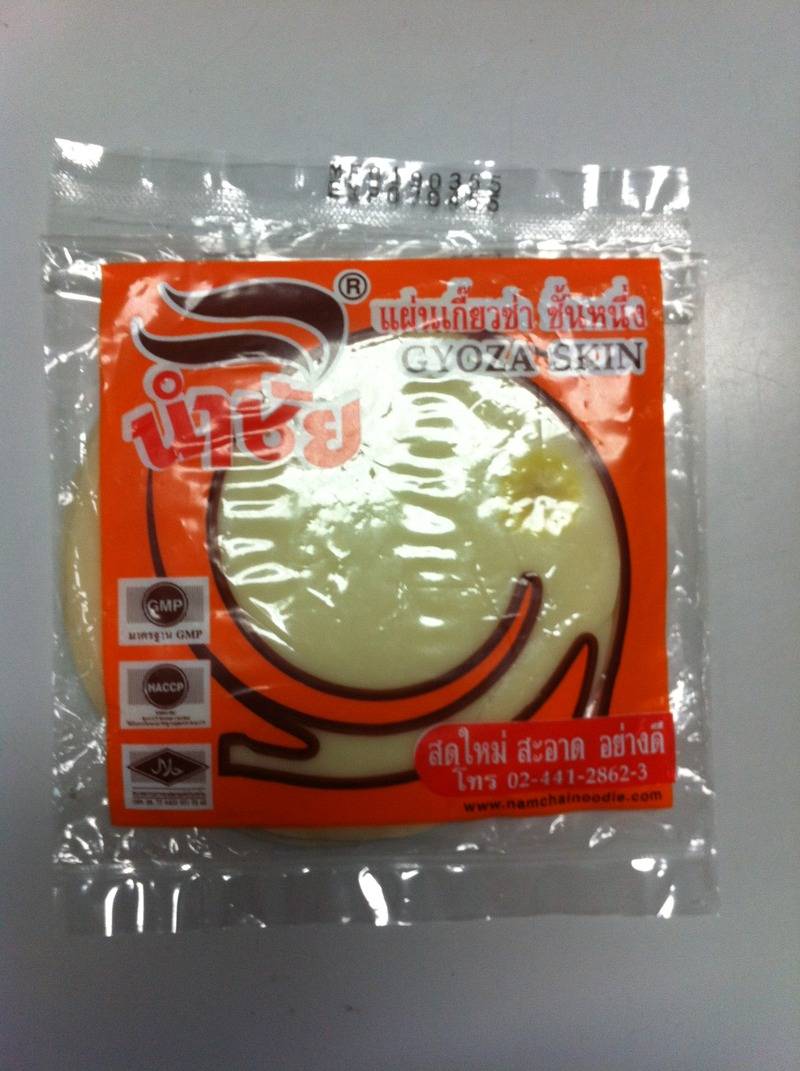 MFG190355
®
แผ่นเกี๊ยวซ่า ชั้นหนึ่ง
GYOZA SKIN
นำชัย
GMP
มาตรฐาน GMP
HACCP
สดใหม่ สะอาด อย่างดี
โทร 02-441-2862-3
www.namchainoodle.com